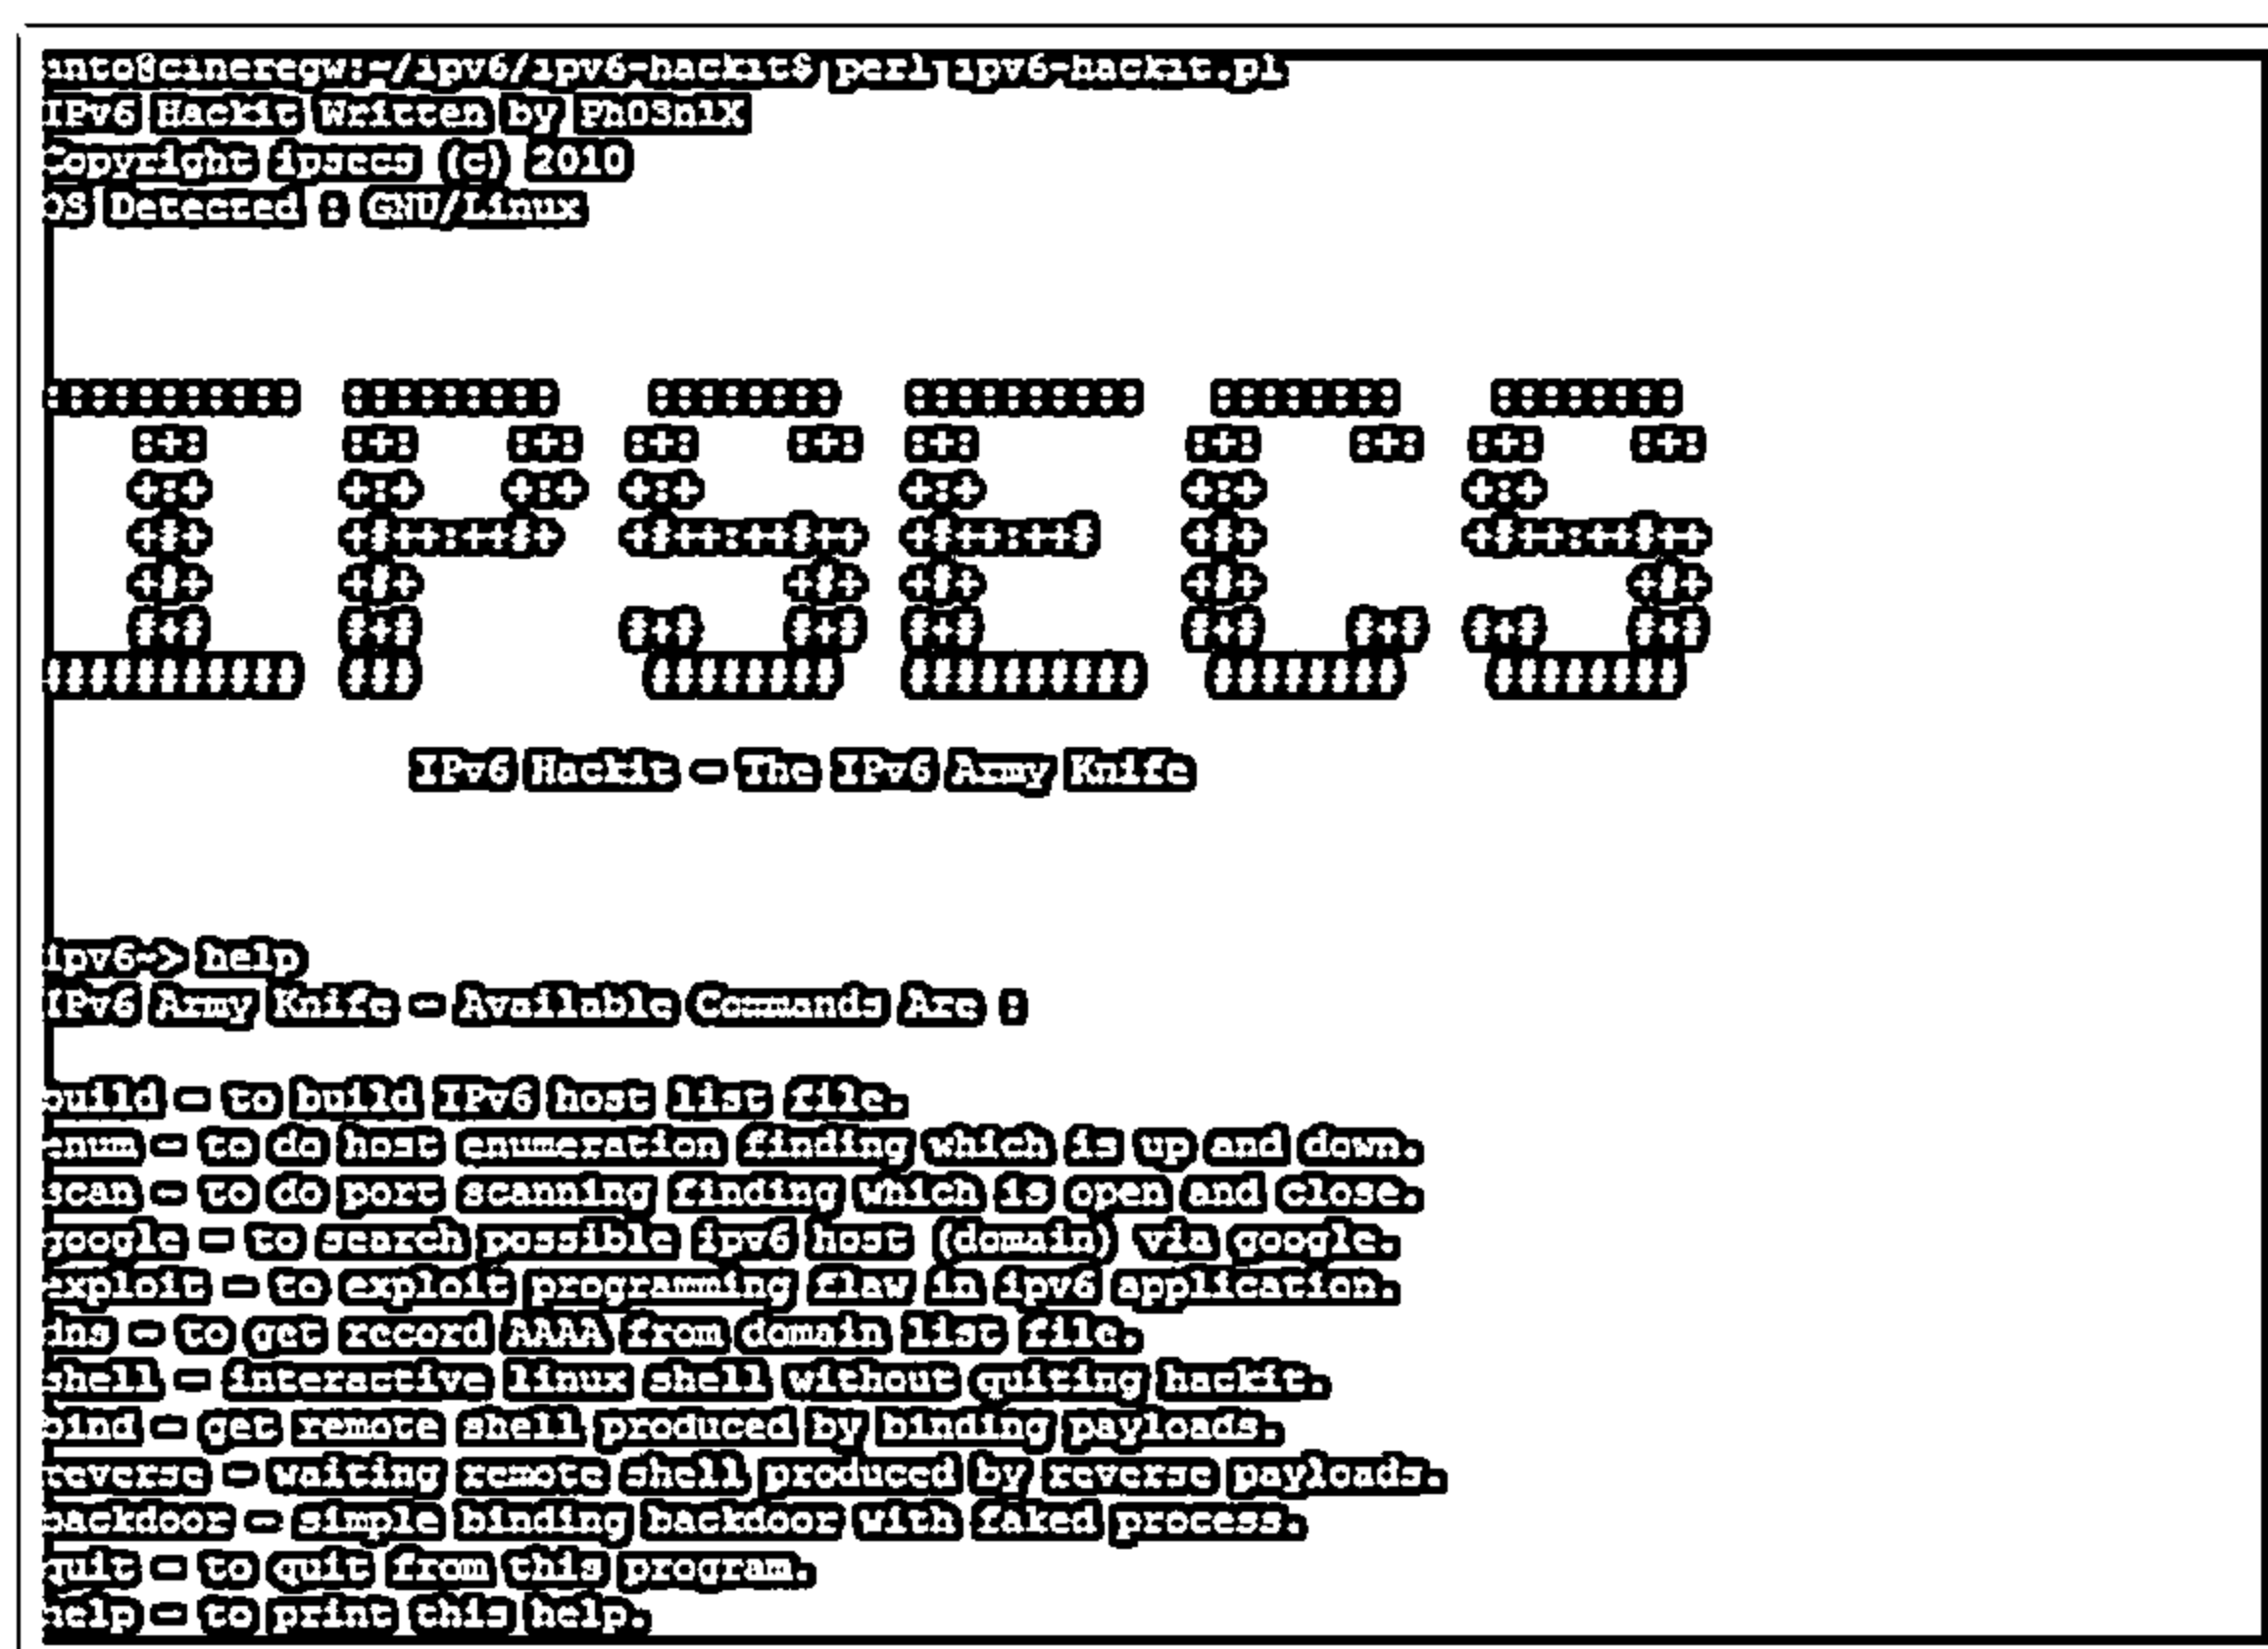 anto@cineregw:~/ipv6/ipv6-hackit$ perl ipv6-hackit.pl
IPv6 Hackit Written by Ph03n1X
Copyright ipsecs (c) 2010
OS Detected : GNU/Linux
:::::::::::  :::::::::    ::::::::   ::::::::::   ::::::::    ::::::::
    :+:      :+:    :+: :+:    :+: :+:         :+:    :+: :+:    :+:
    +:+      +:+    +:+ +:+        +:+         +:+        +:+
    +#+      +#++:++#+  +#++:++#++ +#++:++#    +#+        +#++:++#++
    +#+      +#+               +#+ +#+         +#+               +#+
    #+#      #+#        #+#    #+# #+#         #+#    #+# #+#    #+#
###########  ###         ########  ##########   ########    ########
IPv6 Hackit - The IPv6 Army Knife
ipv6~> help
IPv6 Army Knife - Available Commands Are :
build - to build IPv6 host list file.
enum - to do host enumeration finding which is up and down.
scan - to do port scanning finding which is open and close.
google - to search possible ipv6 host (domain) via google.
exploit - to exploit programming flaw in ipv6 application.
dns - to get record AAAA from domain list file.
shell - interactive linux shell without quiting hackit.
bind - get remote shell produced by binding payloads.
reverse - waiting remote shell produced by reverse payloads.
backdoor - simple binding backdoor with faked process.
quit - to quit from this program.
help - to print this help.